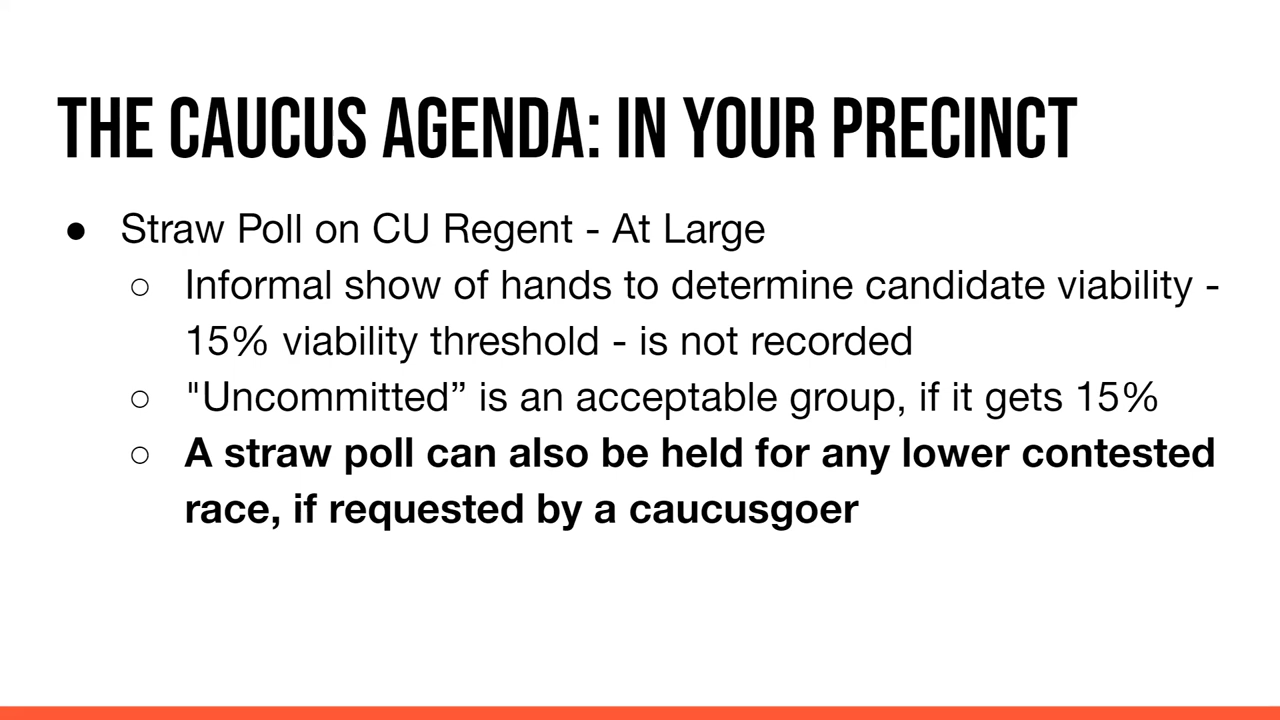 THE CAUCUS AGENDA: IN YOUR PRECINCT
● Straw Poll on CU Regent - At Large
○ Informal show of hands to determine candidate viability -
15% viability threshold - is not recorded
○ "Uncommitted” is an acceptable group, if it gets 15%
○ A straw poll can also be held for any lower contested
race, if requested by a caucusgoer